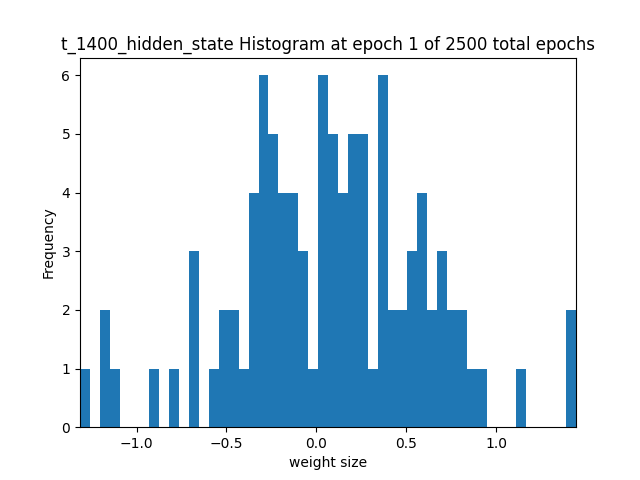 t_1400_hidden_state Histogram at epoch 1 of 2500 total epochs
6
5
4
3
2
1
0
Frequency
−1.0 −0.5 0.0 0.5 1.0
weight size